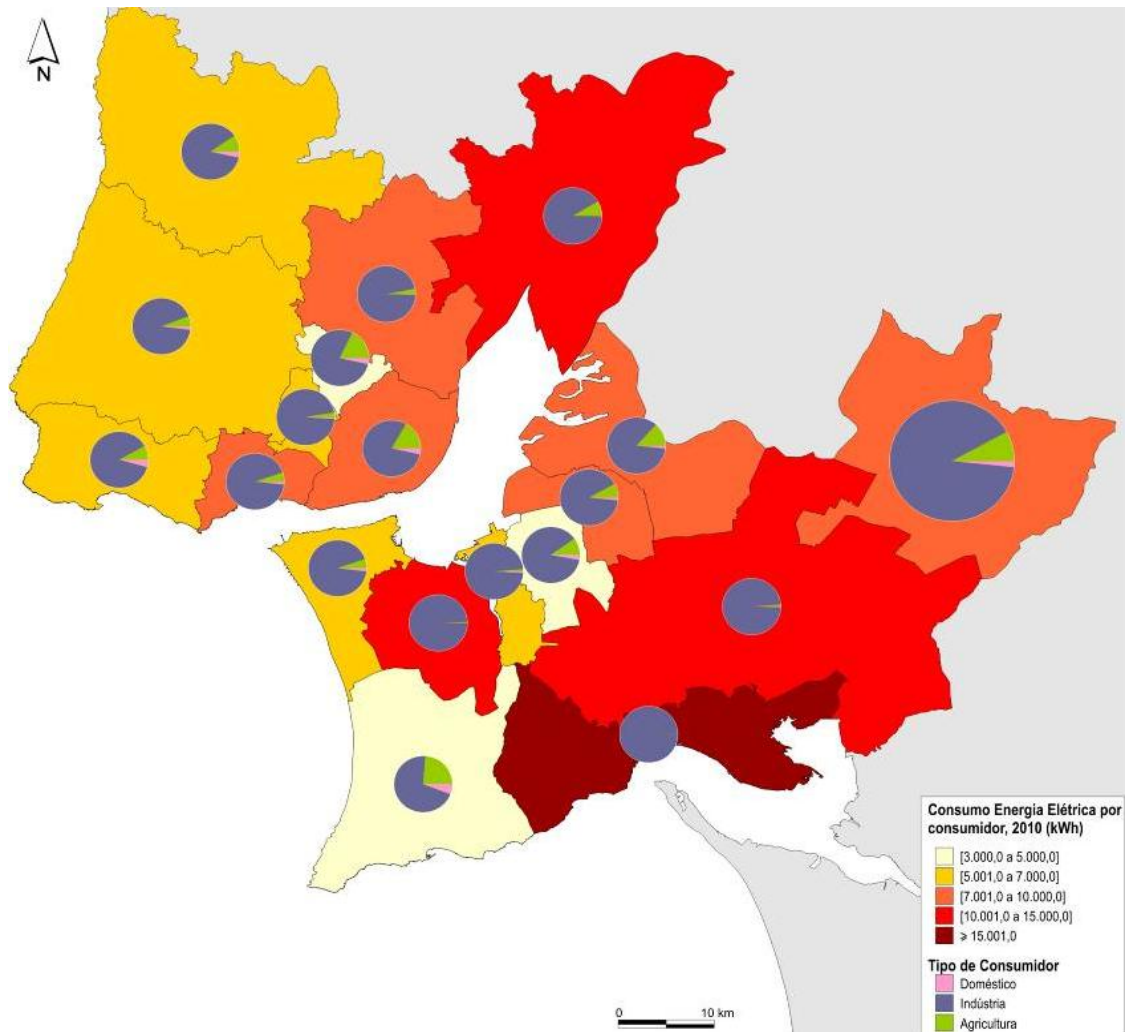 N
Consumo Energia Elétrica por
consumidor, 2010 (kWh)
[3.000,0 a 5.000,0]
[5.001,0 a 7.000,0]
[7.001,0 a 10.000,0]
[10.001,0 a 15.000,0]
⩾ 15.001,0
Tipo de Consumidor
Doméstico
Indústria
Agricultura
0 10 km